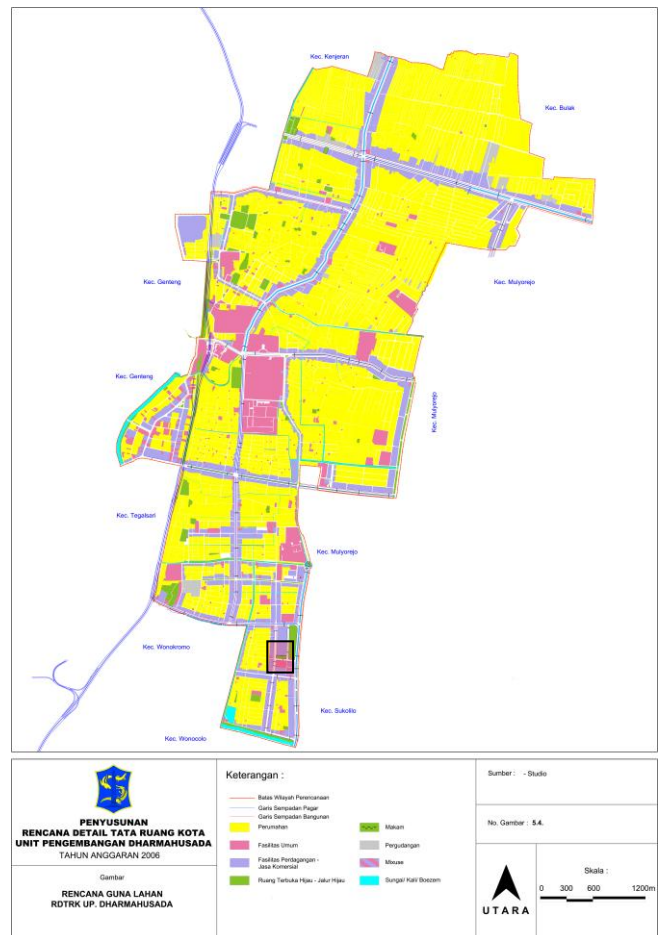 Kec. Kenjeran
Kec. Bulak
Kec. Genteng
Kec. Mulyorejo
Kec. Genteng
Kec. Mulyorejo
Kec. Tegalsari
Kec. Mulyorejo
Kec. Wonokromo
Kec. Sukolilo
Kec. Wonocolo
PENYUSUNAN
RENCANA DETAIL TATA RUANG KOTA
UNIT PENGEMBANGAN DHARMAHUSADA
TAHUN ANGGARAN 2006
Gambar
RENCANA GUNA LAHAN
RDTRK UP. DHARMAHUSADA
Keterangan :
Batas Wilayah Perencanaan
Garis Sempadan Pagar
Garis Sempadan Bangunan
Perumahan
Fasilitas Umum
Fasilitas Perdagangan -
Jasa Komersial
Ruang Terbuka Hijau - Jalur Hijau
Makam
Pergudangan
Mixuse
Sungai/ Kali/ Boezem
Sumber : - Studio
No. Gambar : 5.4.
UTARA
Skala :
0 300 600 1200m